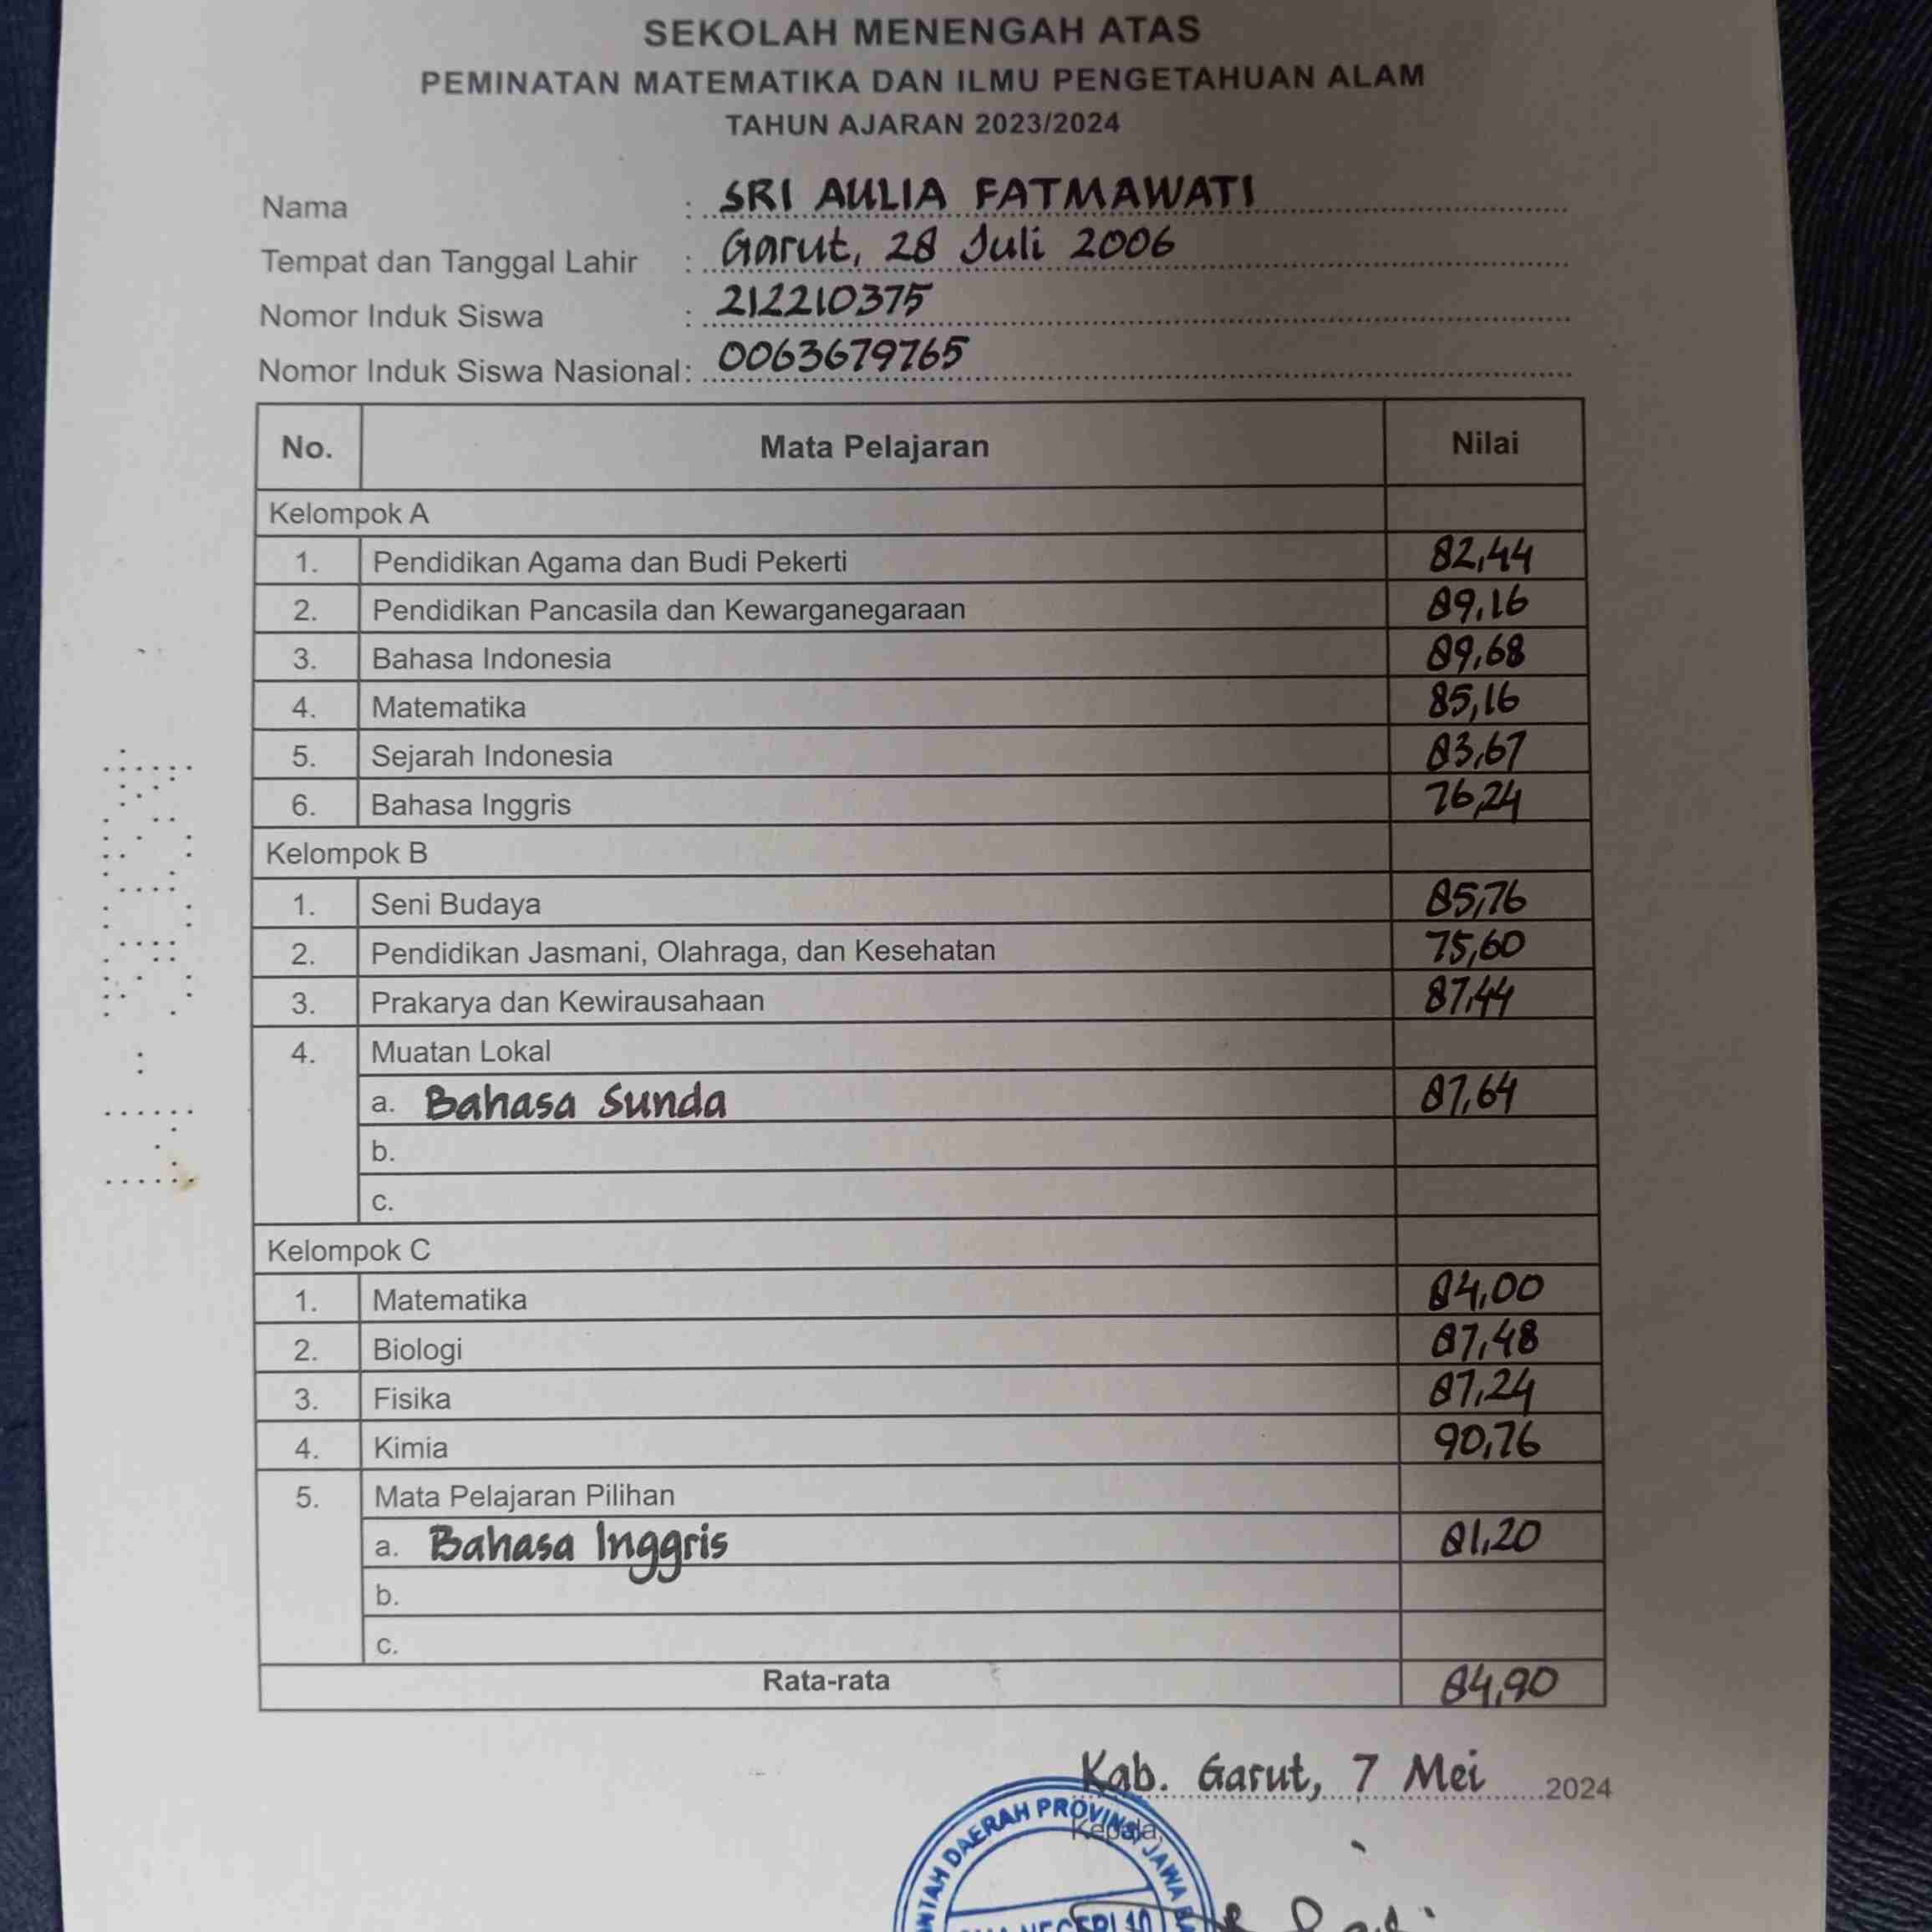 SEKOLAH MENENGAH ATAS
PEMINATAN MATEMATIKA DAN ILMU PENGETAHUAN ALAM
TAHUN AJARAN 2023/2024
Nama : SRI AULIA FATMAWATI
Tempat dan Tanggal Lahir : Garut, 28 Juli 2006
Nomor Induk Siswa : 212210375
Nomor Induk Siswa Nasional: 0063679765
No. Mata Pelajaran Nilai
Kelompok A
1. Pendidikan Agama dan Budi Pekerti 82,44
2. Pendidikan Pancasila dan Kewarganegaraan 89,16
3. Bahasa Indonesia 89,68
4. Matematika 85,16
5. Sejarah Indonesia 83,67
6. Bahasa Inggris 76,24
Kelompok B
1. Seni Budaya 85,76
2. Pendidikan Jasmani, Olahraga, dan Kesehatan 75,60
3. Prakarya dan Kewirausahaan 87,44
4. Muatan Lokal
a. Bahasa Sunda 87,64
b.
c.
Kelompok C
1. Matematika 84,00
2. Biologi 87,48
3. Fisika 87,24
4. Kimia 90,76
5. Mata Pelajaran Pilihan
a. Bahasa Inggris 81,20
b.
c.
Rata-rata 84,90
Kab. Garut, 7 Mei 2024
Kepala,
DAERAH PROVINSI JAWA
NEGERI 10